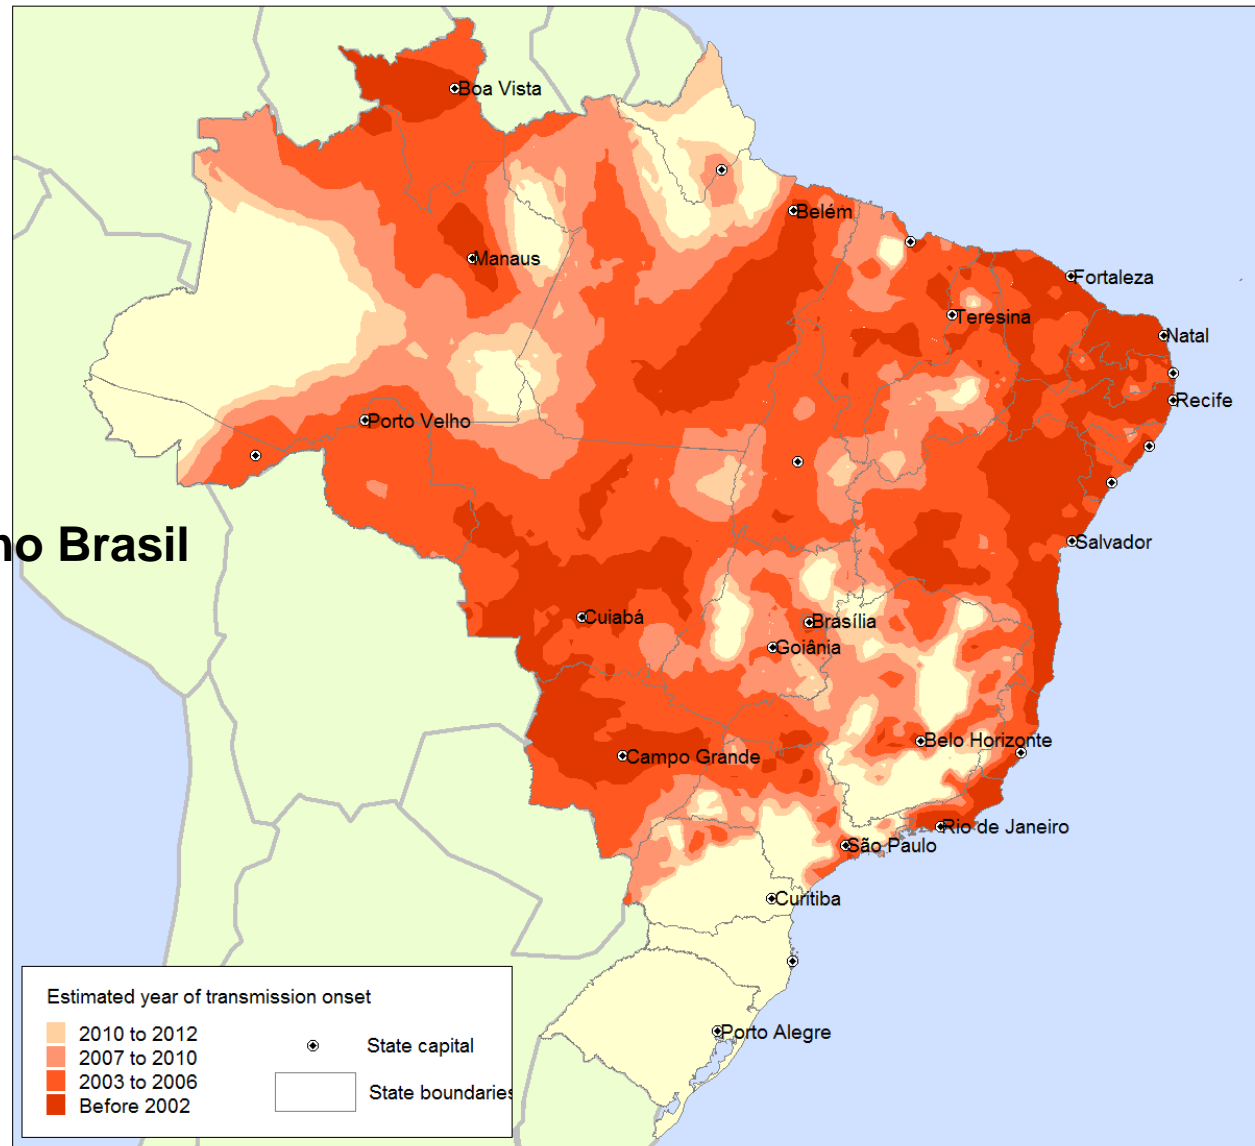 Boa Vista
Belém
Manaus
Fortaleza
Teresina
Natal
Recife
Porto Velho
no Brasil
Salvador
Cuiabá
Brasília
Goiânia
Belo Horizonte
Campo Grande
Rio de Janeiro
São Paulo
Curitiba
Porto Alegre
Estimated year of transmission onset
2010 to 2012
2007 to 2010
2003 to 2006
Before 2002
State capital
State boundaries